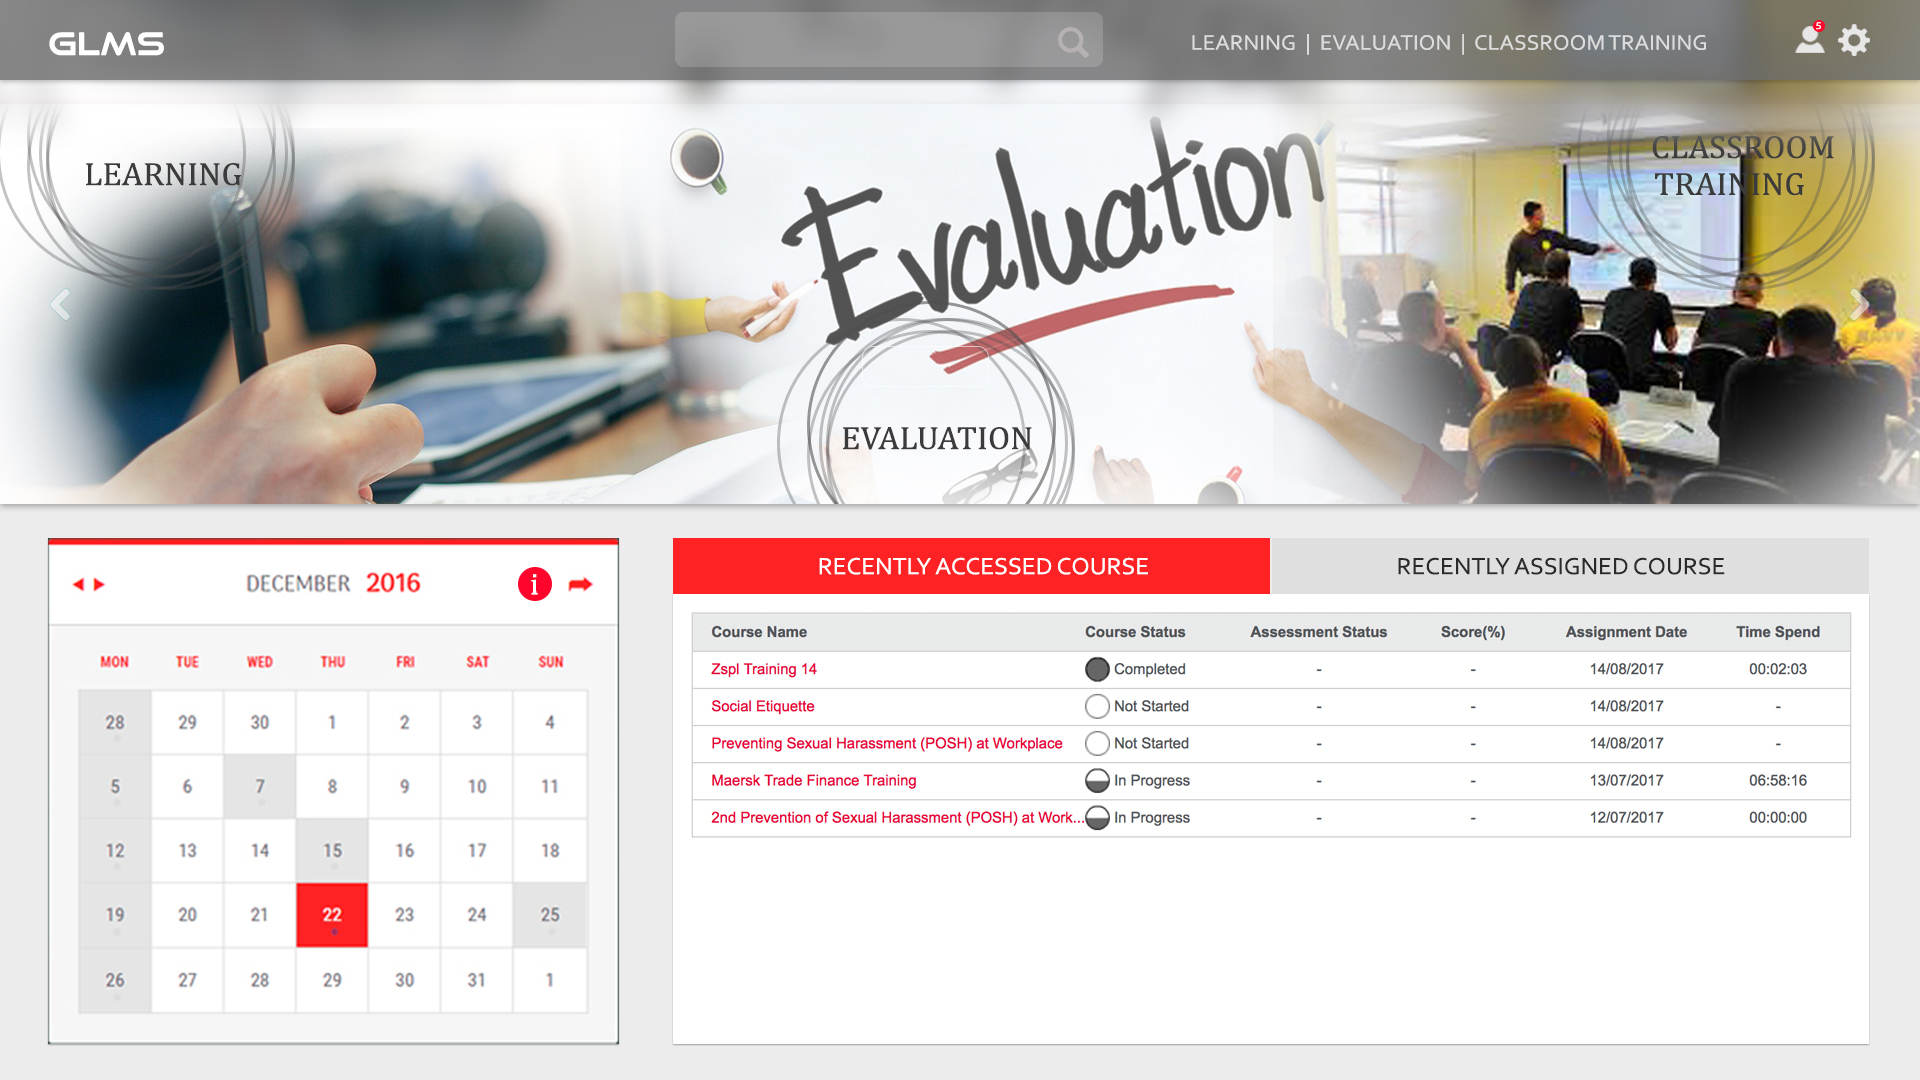 GLMS
LEARNING | EVALUATION | CLASSROOM TRAINING
5
LEARNING
Evaluation
CLASSROOM
TRAINING
NAVY
EVALUATION
DECEMBER 2016
i
MON TUE WED THU FRI SAT SUN
28 29 30 1 2 3 4
5 6 7 8 9 10 11
12 13 14 15 16 17 18
19 20 21 22 23 24 25
26 27 28 29 30 31 1
RECENTLY ACCESSED COURSE
RECENTLY ASSIGNED COURSE
Course Name Course Status Assessment Status Score(%) Assignment Date Time Spend
Zspl Training 14 Completed - - 14/08/2017 00:02:03
Social Etiquette Not Started - - 14/08/2017 -
Preventing Sexual Harassment (POSH) at Workplace Not Started - - 14/08/2017 -
Maersk Trade Finance Training In Progress - - 13/07/2017 06:58:16
2nd Prevention of Sexual Harassment (POSH) at Work... In Progress - - 12/07/2017 00:00:00